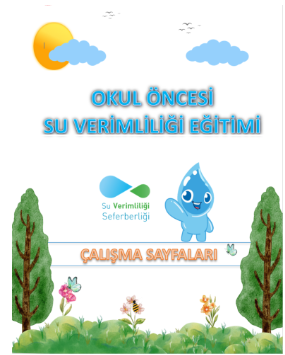 OKUL ÖNCESİ
SU VERİMLİLİĞİ EĞİTİMİ
Su Verimliliği
Seferberliği
ÇALIŞMA SAYFALARI